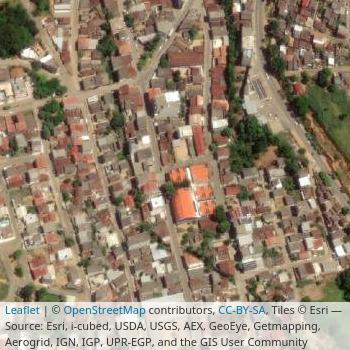 Leaflet | © OpenStreetMap contributors, CC-BY-SA, Tiles © Esri —
Source: Esri, i-cubed, USDA, USGS, AEX, GeoEye, Getmapping,
Aerogrid, IGN, IGP, UPR-EGP, and the GIS User Community